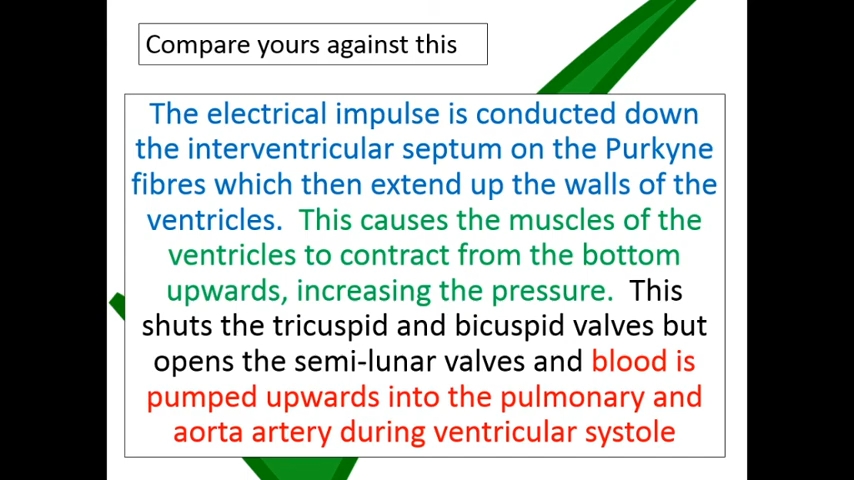 Compare yours against this
The electrical impulse is conducted down
the interventricular septum on the Purkyne
fibres which then extend up the walls of the
ventricles. This causes the muscles of the
ventricles to contract from the bottom
upwards, increasing the pressure. This
shuts the tricuspid and bicuspid valves but
opens the semi-lunar valves and blood is
pumped upwards into the pulmonary and
aorta artery during ventricular systole